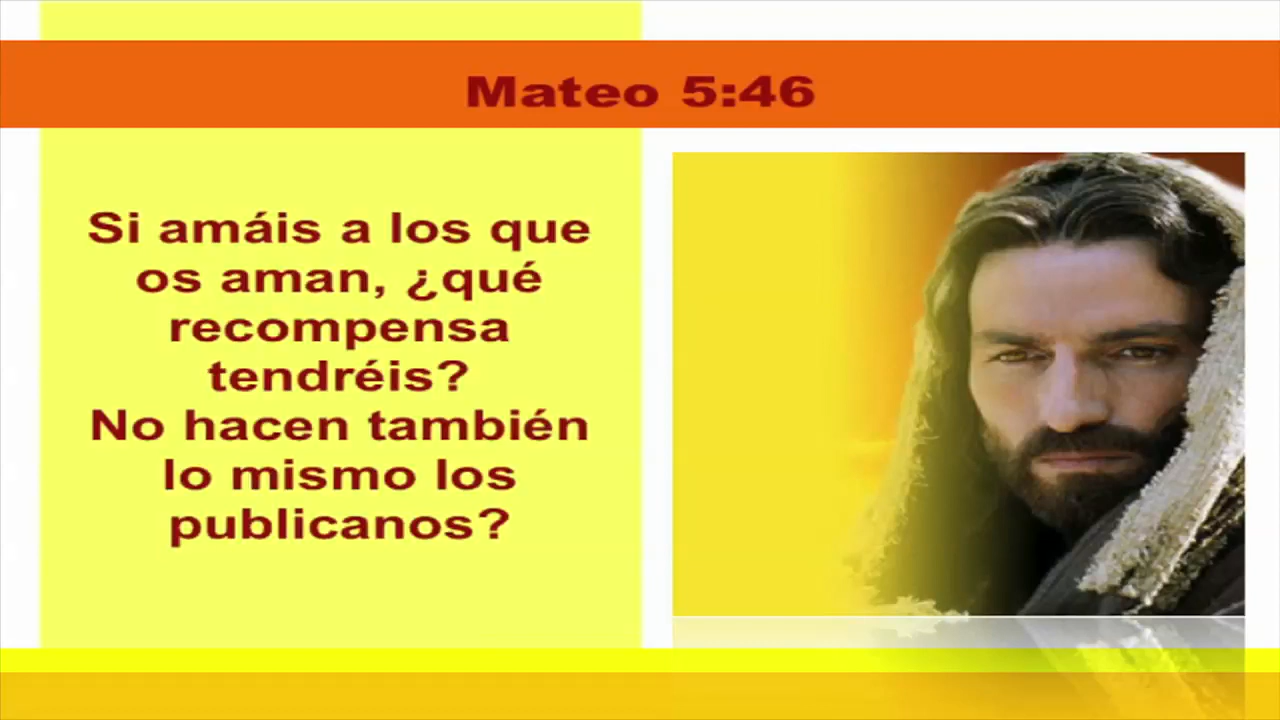 Mateo 5:46
Si amáis a los que
os aman, ¿qué
recompensa
tendréis?
No hacen también
lo mismo los
publicanos?